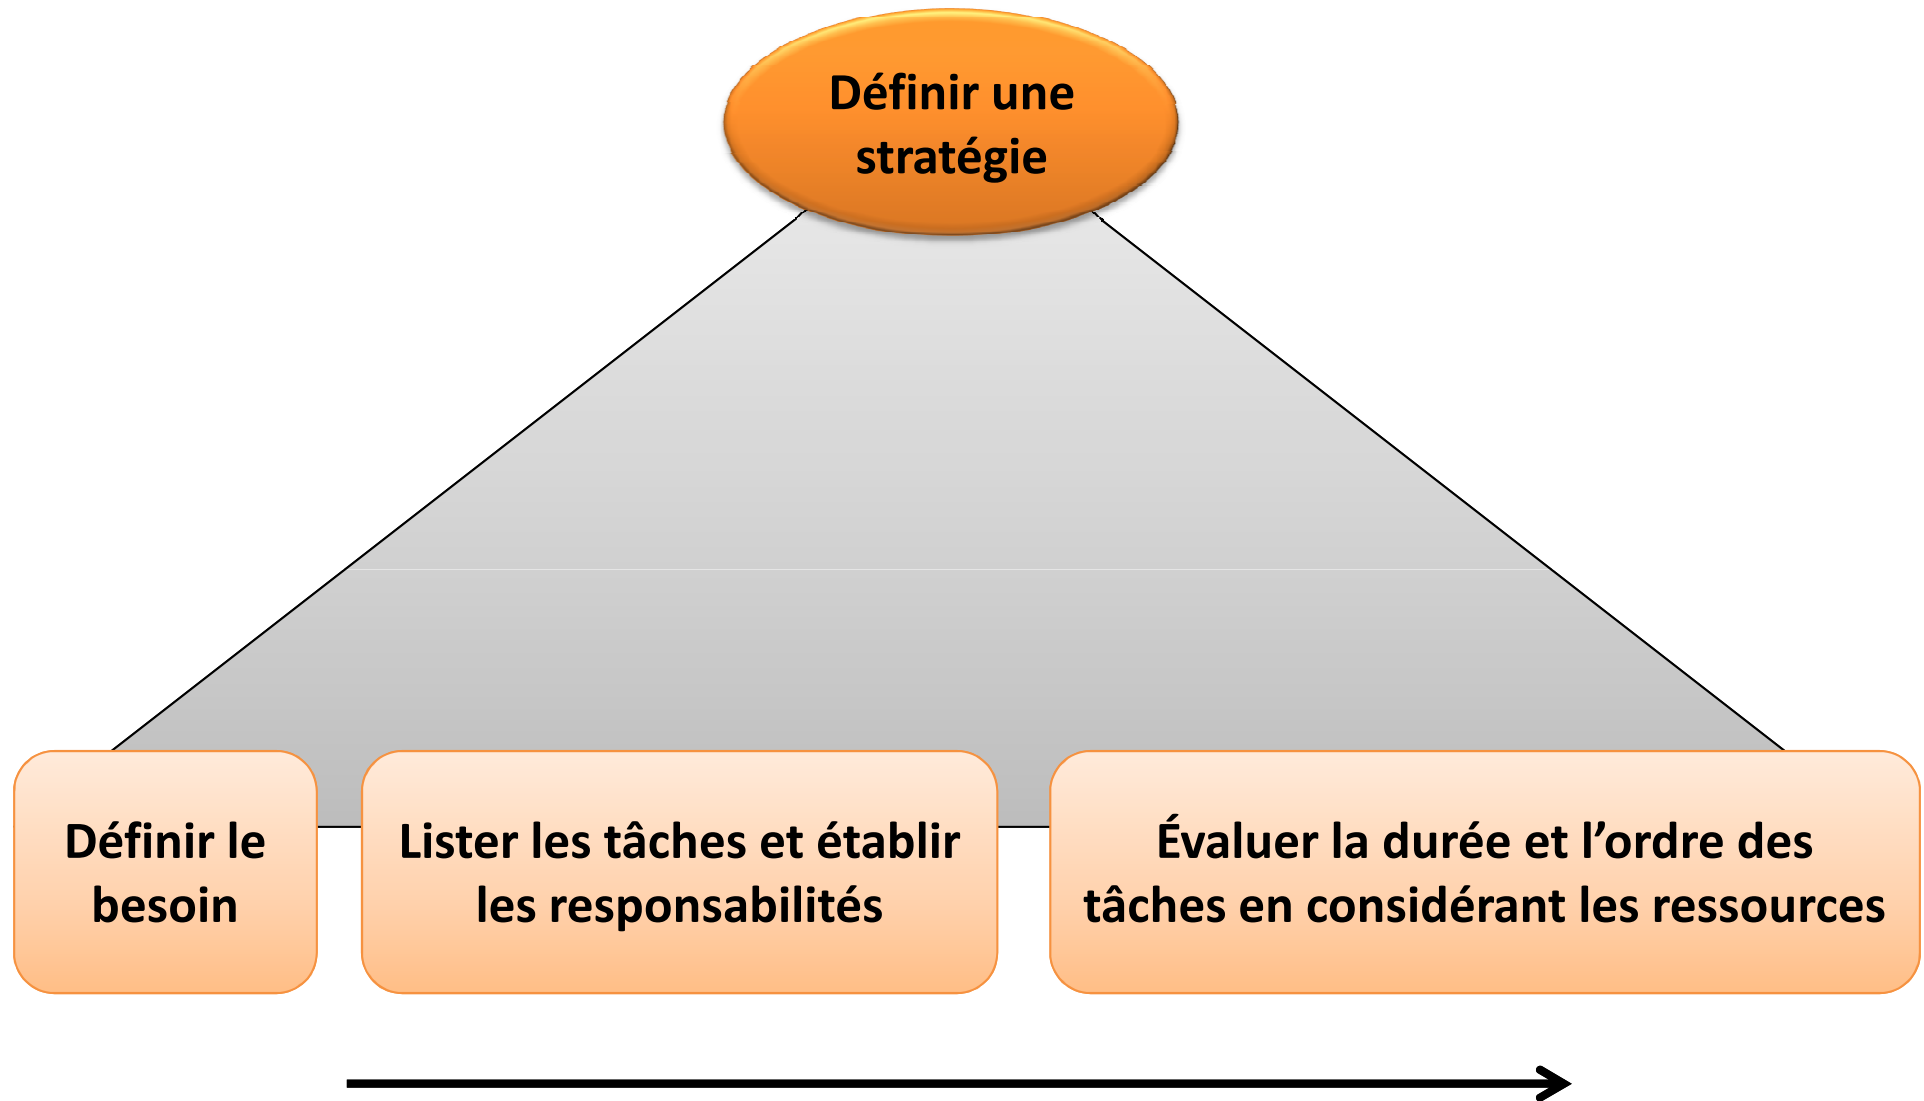 Définir une
stratégie
Définir le
besoin
Lister les tâches et établir
les responsabilités
Évaluer la durée et l’ordre des
tâches en considérant les ressources